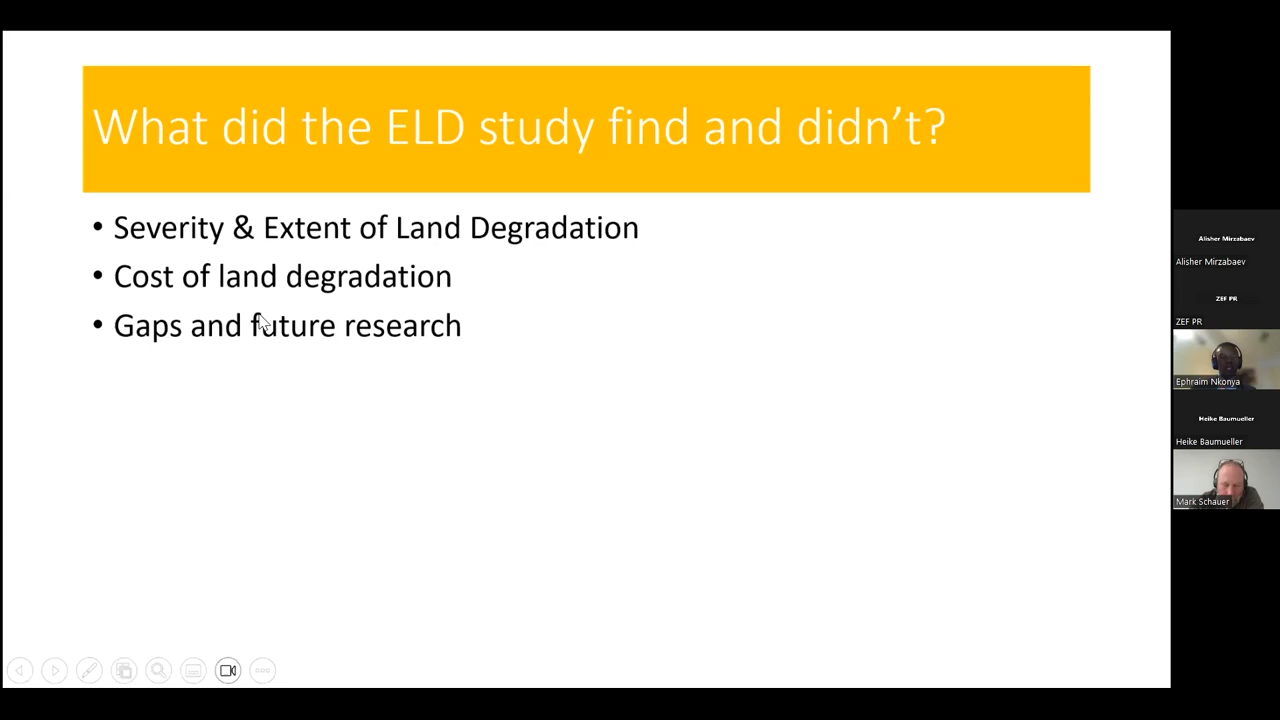 What did the ELD study find and didn't?
• Severity & Extent of Land Degradation
• Cost of land degradation
• Gaps and future research
Alisher Mirzabaev
Alisher Mirzabaev
ZEF PR
ZEF PR
Ephraim Nkonya
Heike Baumueller
Heike Baumueller
Mark Schauer